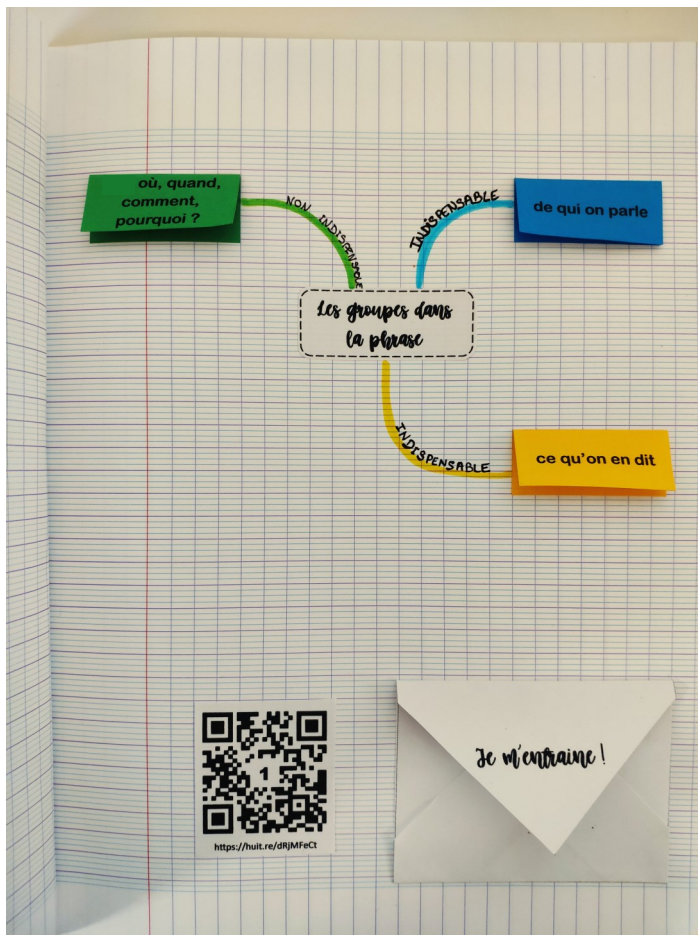 où, quand,
comment,
pourquoi ?
NON INDISPENSABLE
INDISPENSABLE
de qui on parle
Les groupes dans
la phrase
INDISPENSABLE
ce qu'on en dit
1
https://huit.re/dRjMFeCt
Je m'entraine !